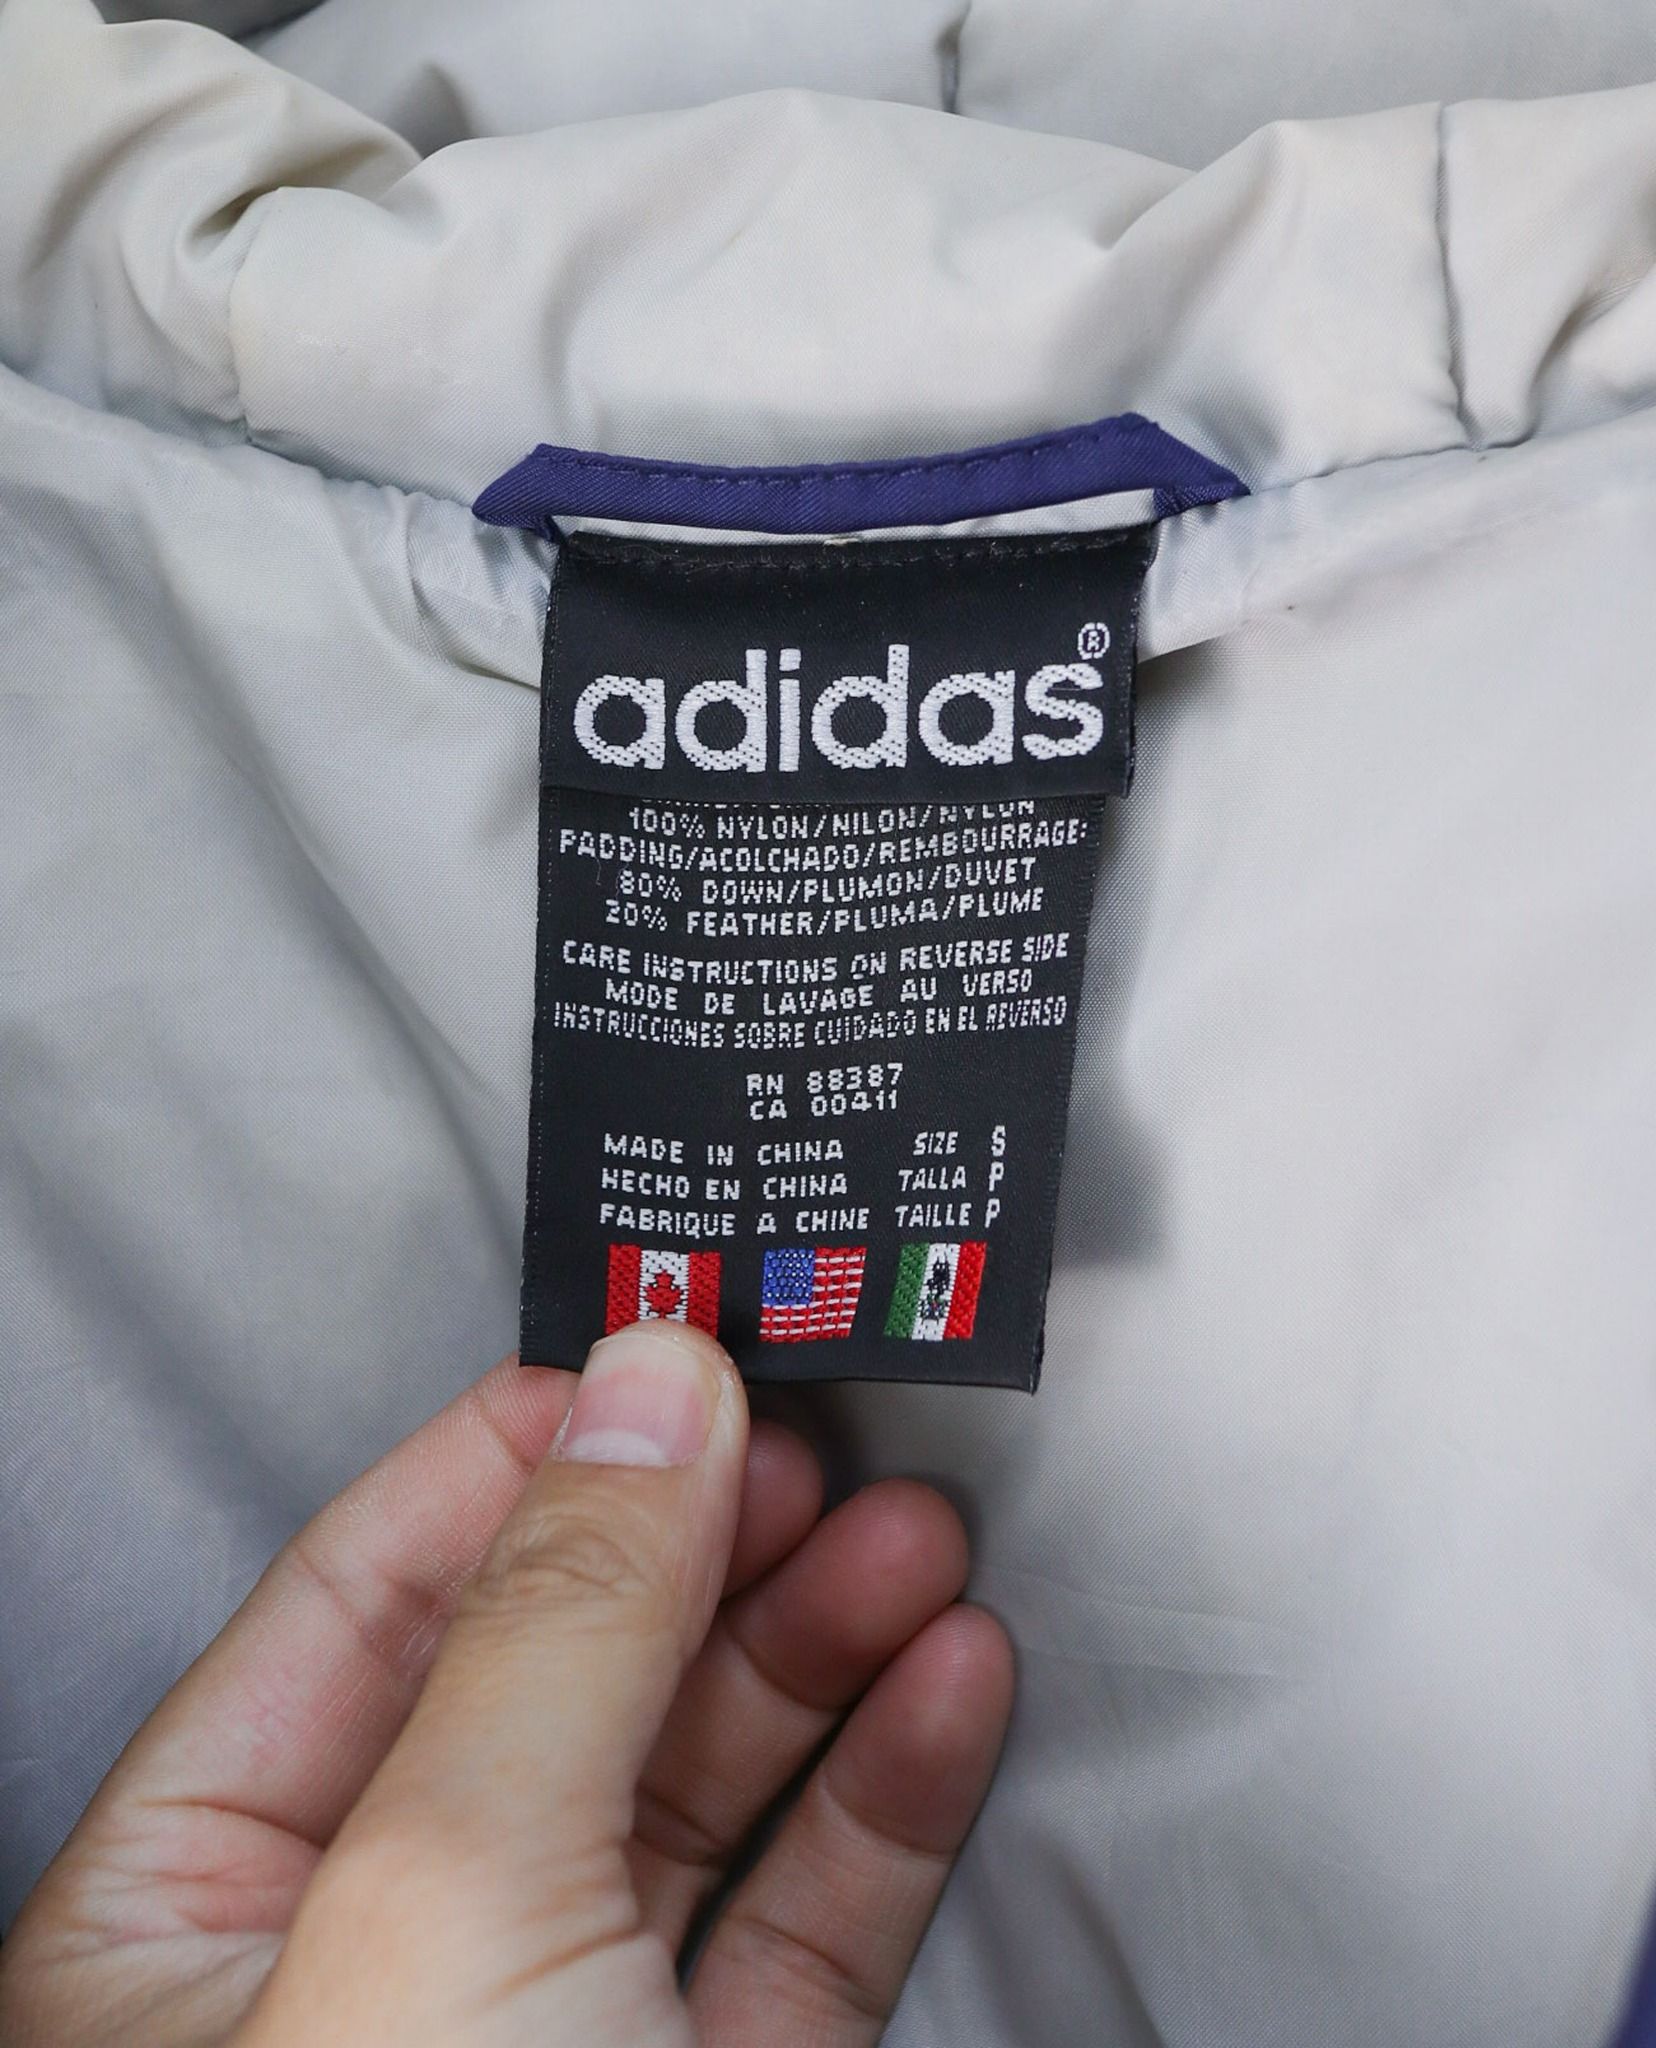 adidas®
100% NYLON/NILON/NYLON
PADDING/ACOLCHADO/REMBOURRAGE:
80% DOWN/PLUMON/DUVET
20% FEATHER/PLUMA/PLUME
CARE INSTRUCTIONS ON REVERSE SIDE
MODE DE LAVAGE AU VERSO
INSTRUCCIONES SOBRE CUIDADO EN EL REVERSO
RN 88387
CA 00411
MADE IN CHINA SIZE S
HECHO EN CHINA TALLA P
FABRIQUE A CHINE TAILLE P